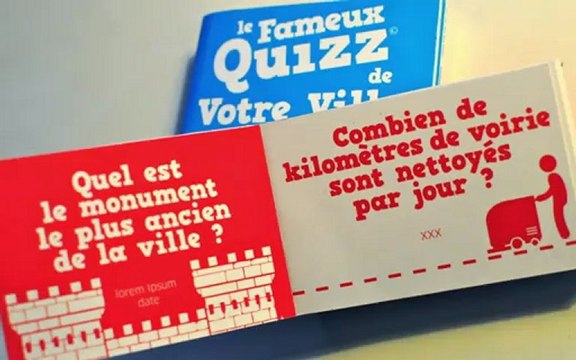 le Fameux
QUIZZ©
de
Votre Ville
Quel est
le monument
le plus ancien
de la ville ?
lorem Ipsum
date
Combien de
kilomètres de voirie
sont nettoyés
par jour ?
xxx